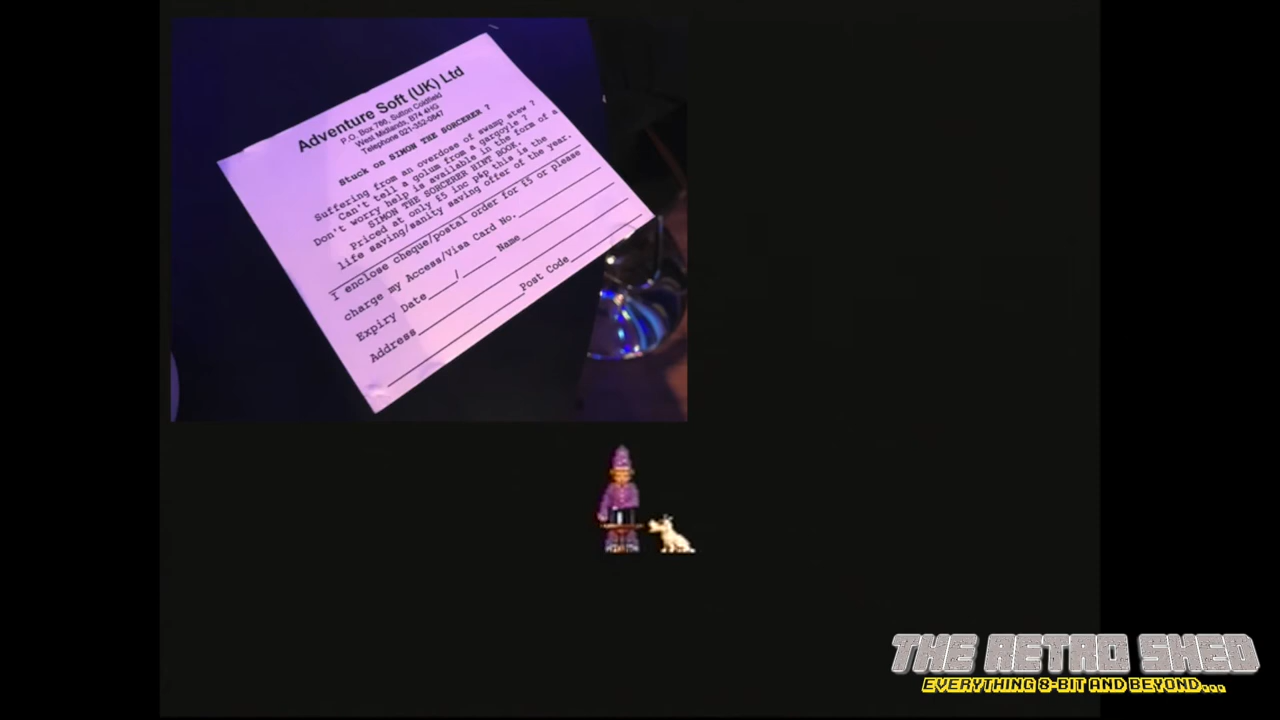 Adventure Soft (UK) Ltd
P.O. Box 786, Sutton Coldfield
West Midlands, B74 4HG
Telephone 021-352-0847
Stuck on SIMON THE SORCERER ?
Suffering from an overdose of swamp stew ?
Can't tell a golum from a gargoyle ?
Don't worry help is available in the form of a
SIMON THE SORCERER HINT BOOK.
Priced at only £5 inc p&p this is the
life saving/sanity saving offer of the year.
I enclose cheque/postal order for £5 or please
charge my Access/Visa Card No.
Expiry Date / Name
Address
Post Code
THE RETRO SHED
EVERYTHING 8-BIT AND BEYOND...